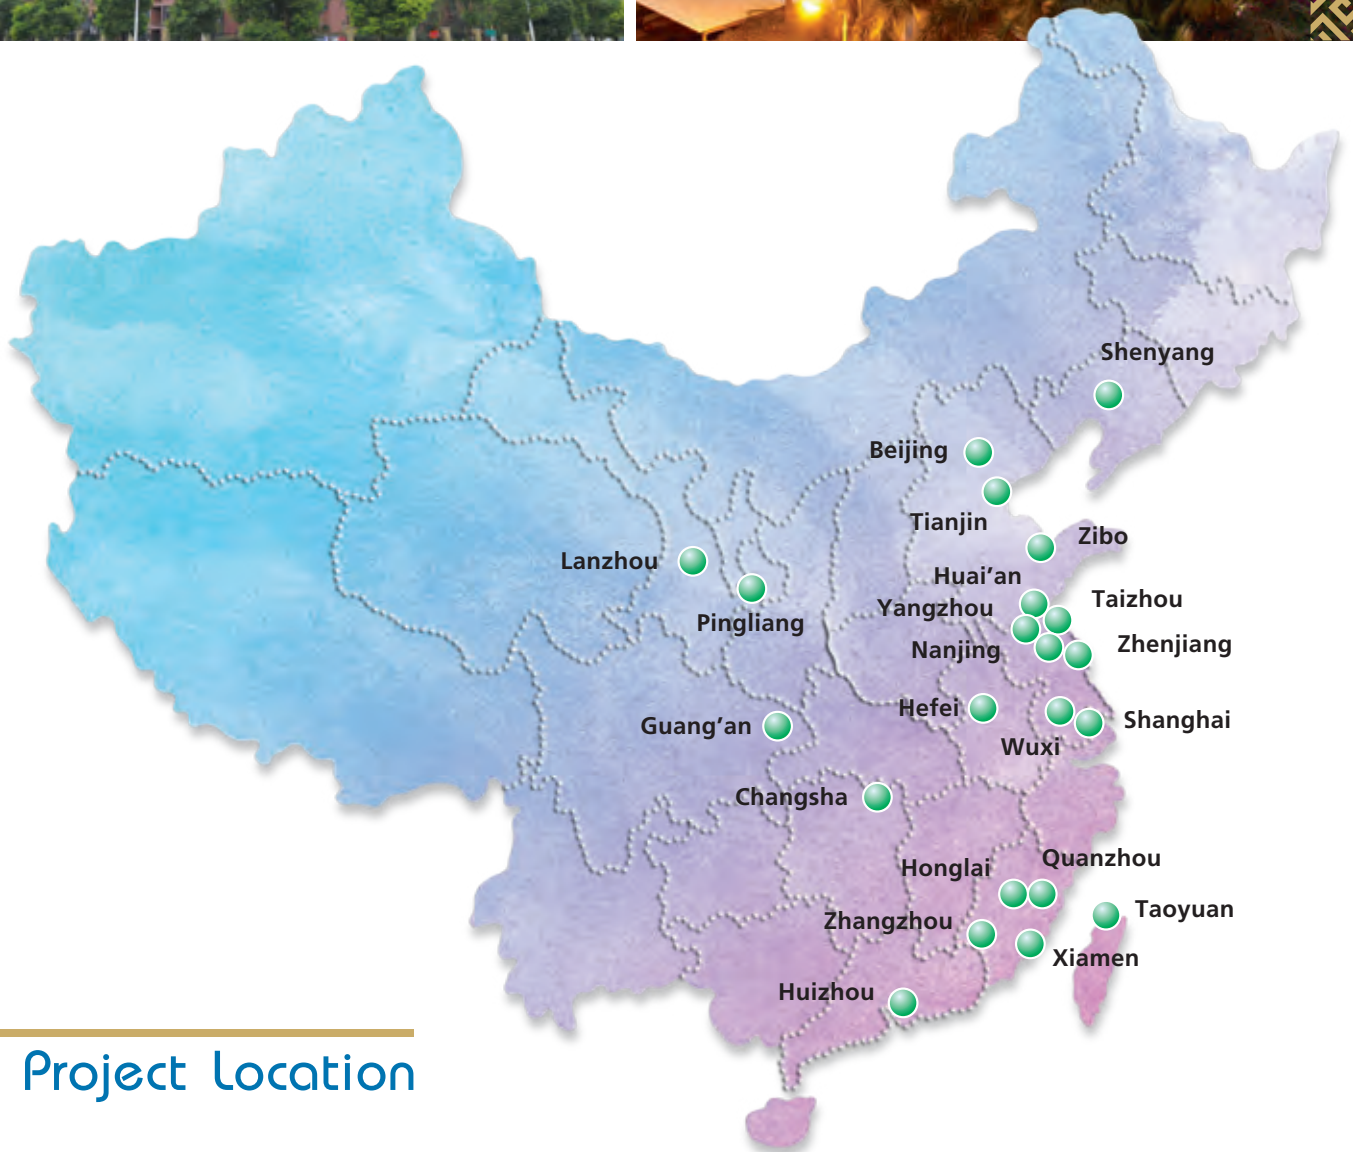 Shenyang
Beijing
Tianjin
Zibo
Lanzhou
Huai’an
Pingliang
Yangzhou
Taizhou
Nanjing
Zhenjiang
Guang’an
Hefei
Shanghai
Wuxi
Changsha
Honglai
Quanzhou
Zhangzhou
Taoyuan
Xiamen
Huizhou
Project Location